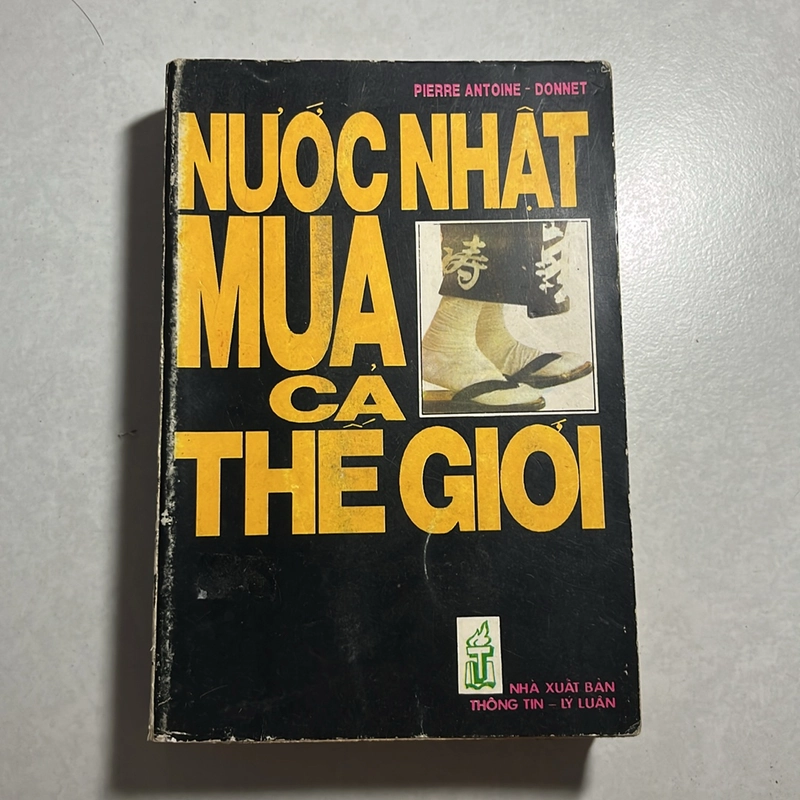 PIERRE ANTOINE - DONNET
NƯỚC NHẬT
MUA
CẢ
THẾ GIỚI
NHÀ XUẤT BẢN
THÔNG TIN - LÝ LUẬN